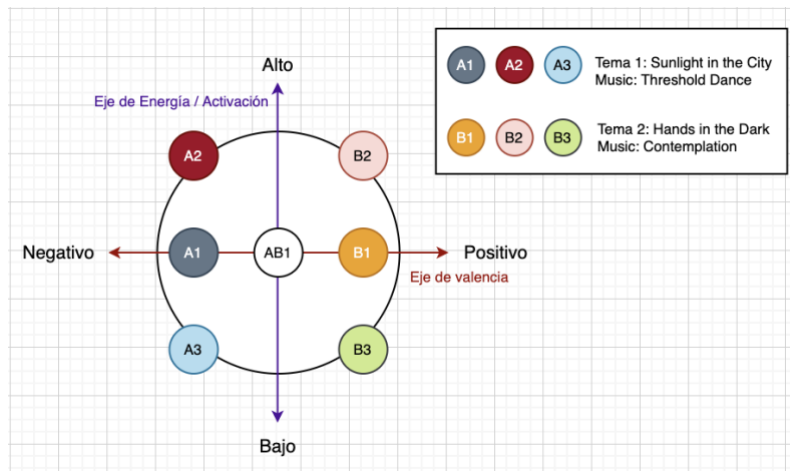 A1 A2 A3 Tema 1: Sunlight in the City
Music: Threshold Dance
B1 B2 B3 Tema 2: Hands in the Dark
Music: Contemplation
Alto
Eje de Energía / Activación
A2 B2
Negativo A1 AB1 B1 Positivo
Eje de valencia
A3 B3
Bajo